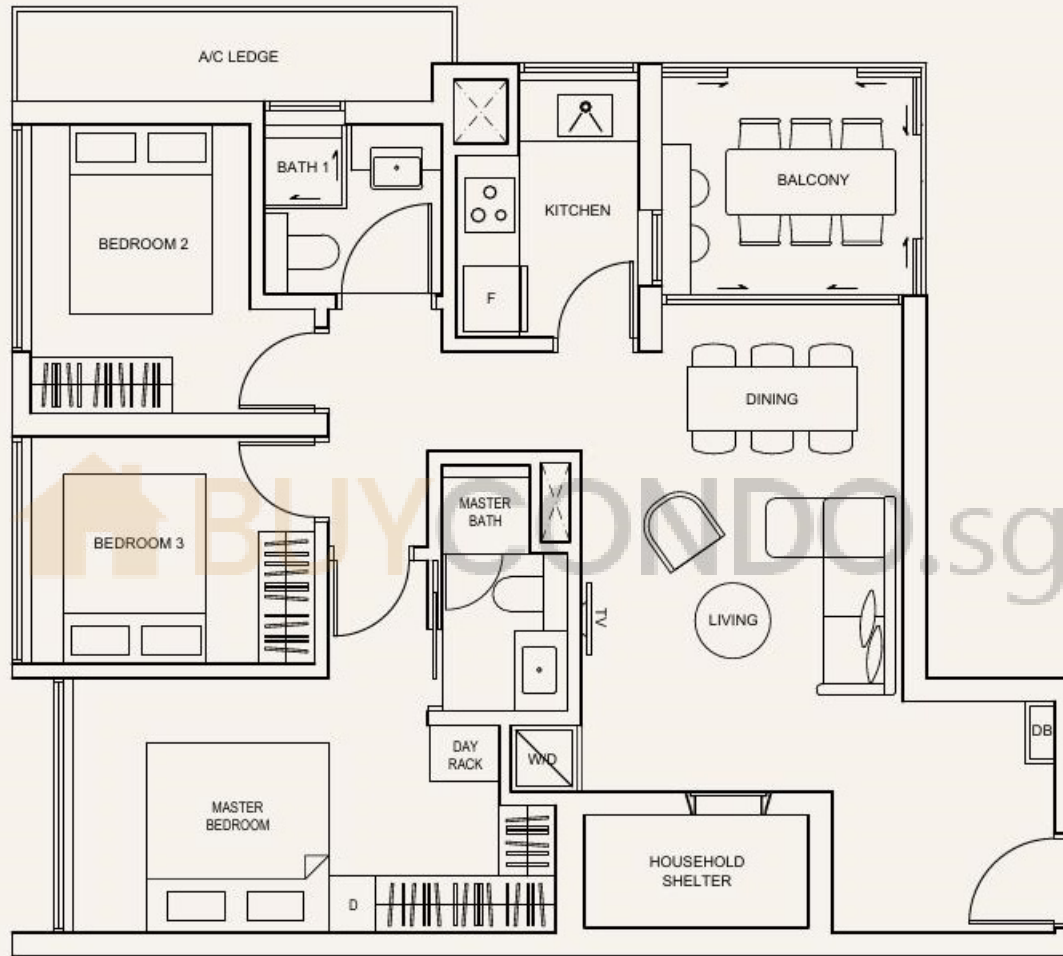 A/C LEDGE
BATH 1
BEDROOM 2
KITCHEN
F
BALCONY
DINING
MASTER
BATH
BEDROOM 3
BUYCONDO.sg
TV
LIVING
DAY
RACK
W/D
DB
MASTER
BEDROOM
D
HOUSEHOLD
SHELTER